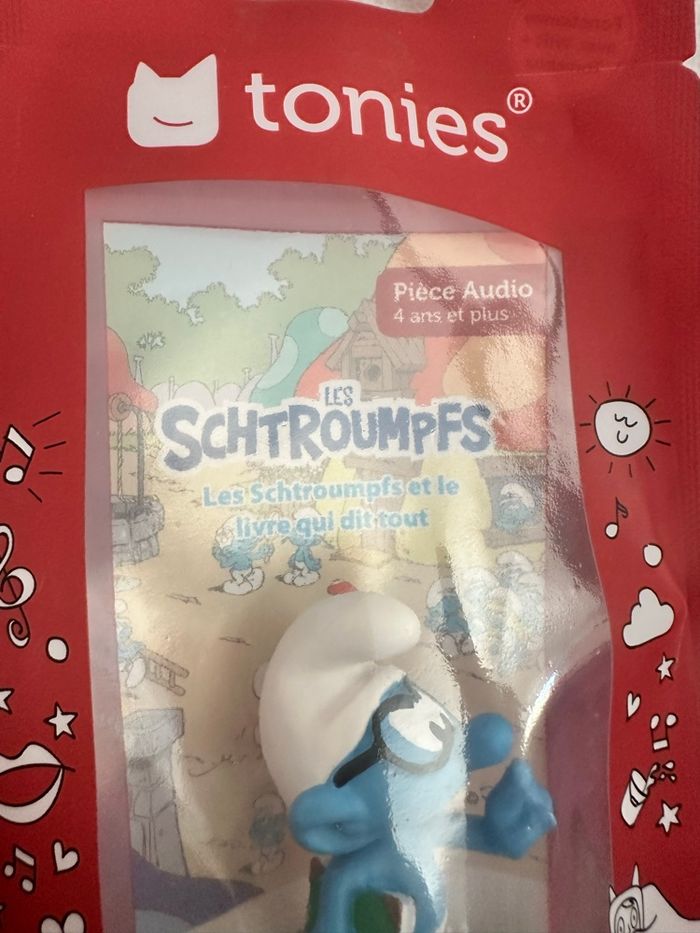 tonies®
Pièce Audio
4 ans et plus
LES
SCHTROUMPFS
Les Schtroumpfs et le
livre qui dit tout